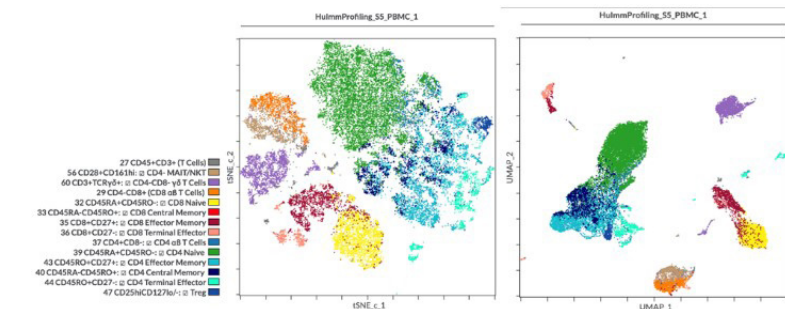 HuImmProfiling_S5_PBMC_1
HuImmProfiling_S5_PBMC_1
27 CD45+CD3+ (T Cells)
56 CD28+CD161hi: ☑ CD4- MAIT/NKT
60 CD3+TCRγδ+: ☑ CD4-CD8- γδ T Cells
29 CD4-CD8+ (CD8 αβ T Cells)
32 CD45RA+CD45RO-: ☑ CD8 Naive
33 CD45RA-CD45RO+: ☑ CD8 Central Memory
35 CD8+CD27+: ☑ CD8 Effector Memory
36 CD8+CD27-: ☑ CD8 Terminal Effector
37 CD4+CD8-: ☑ CD4 αβ T Cells
39 CD45RA+CD45RO-: ☑ CD4 Naive
43 CD45RO+CD27+: ☑ CD4 Effector Memory
40 CD45RA-CD45RO+: ☑ CD4 Central Memory
44 CD45RO+CD27-: ☑ CD4 Terminal Effector
47 CD25hiCD127lo/-: ☑ Treg
tSNE_c_2
tSNE_c_1
UMAP_2
UMAP_1